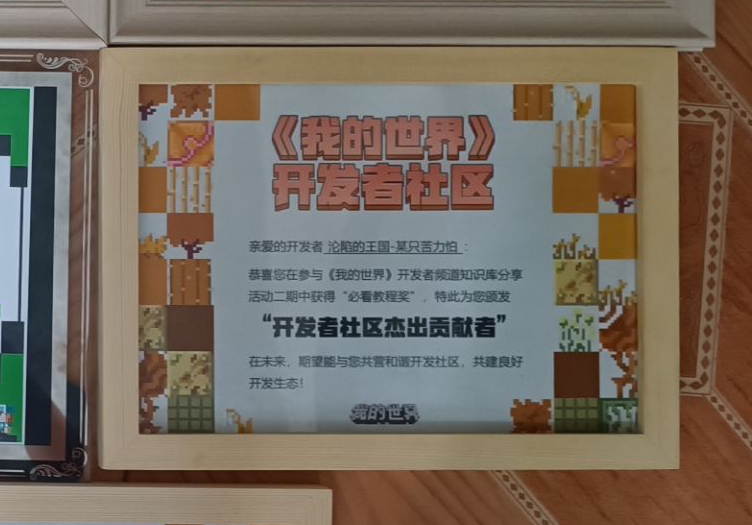 《我的世界》
开发者社区
亲爱的开发者 沦陷的王国-某只苦力怕 ：
恭喜您在参与《我的世界》开发者频道知识库分享
活动二期中获得“必看教程奖”，特此为您颁发
“开发者社区杰出贡献者”
在未来，期望能与您共营和谐开发社区，共建良好
开发生态！
我的世界